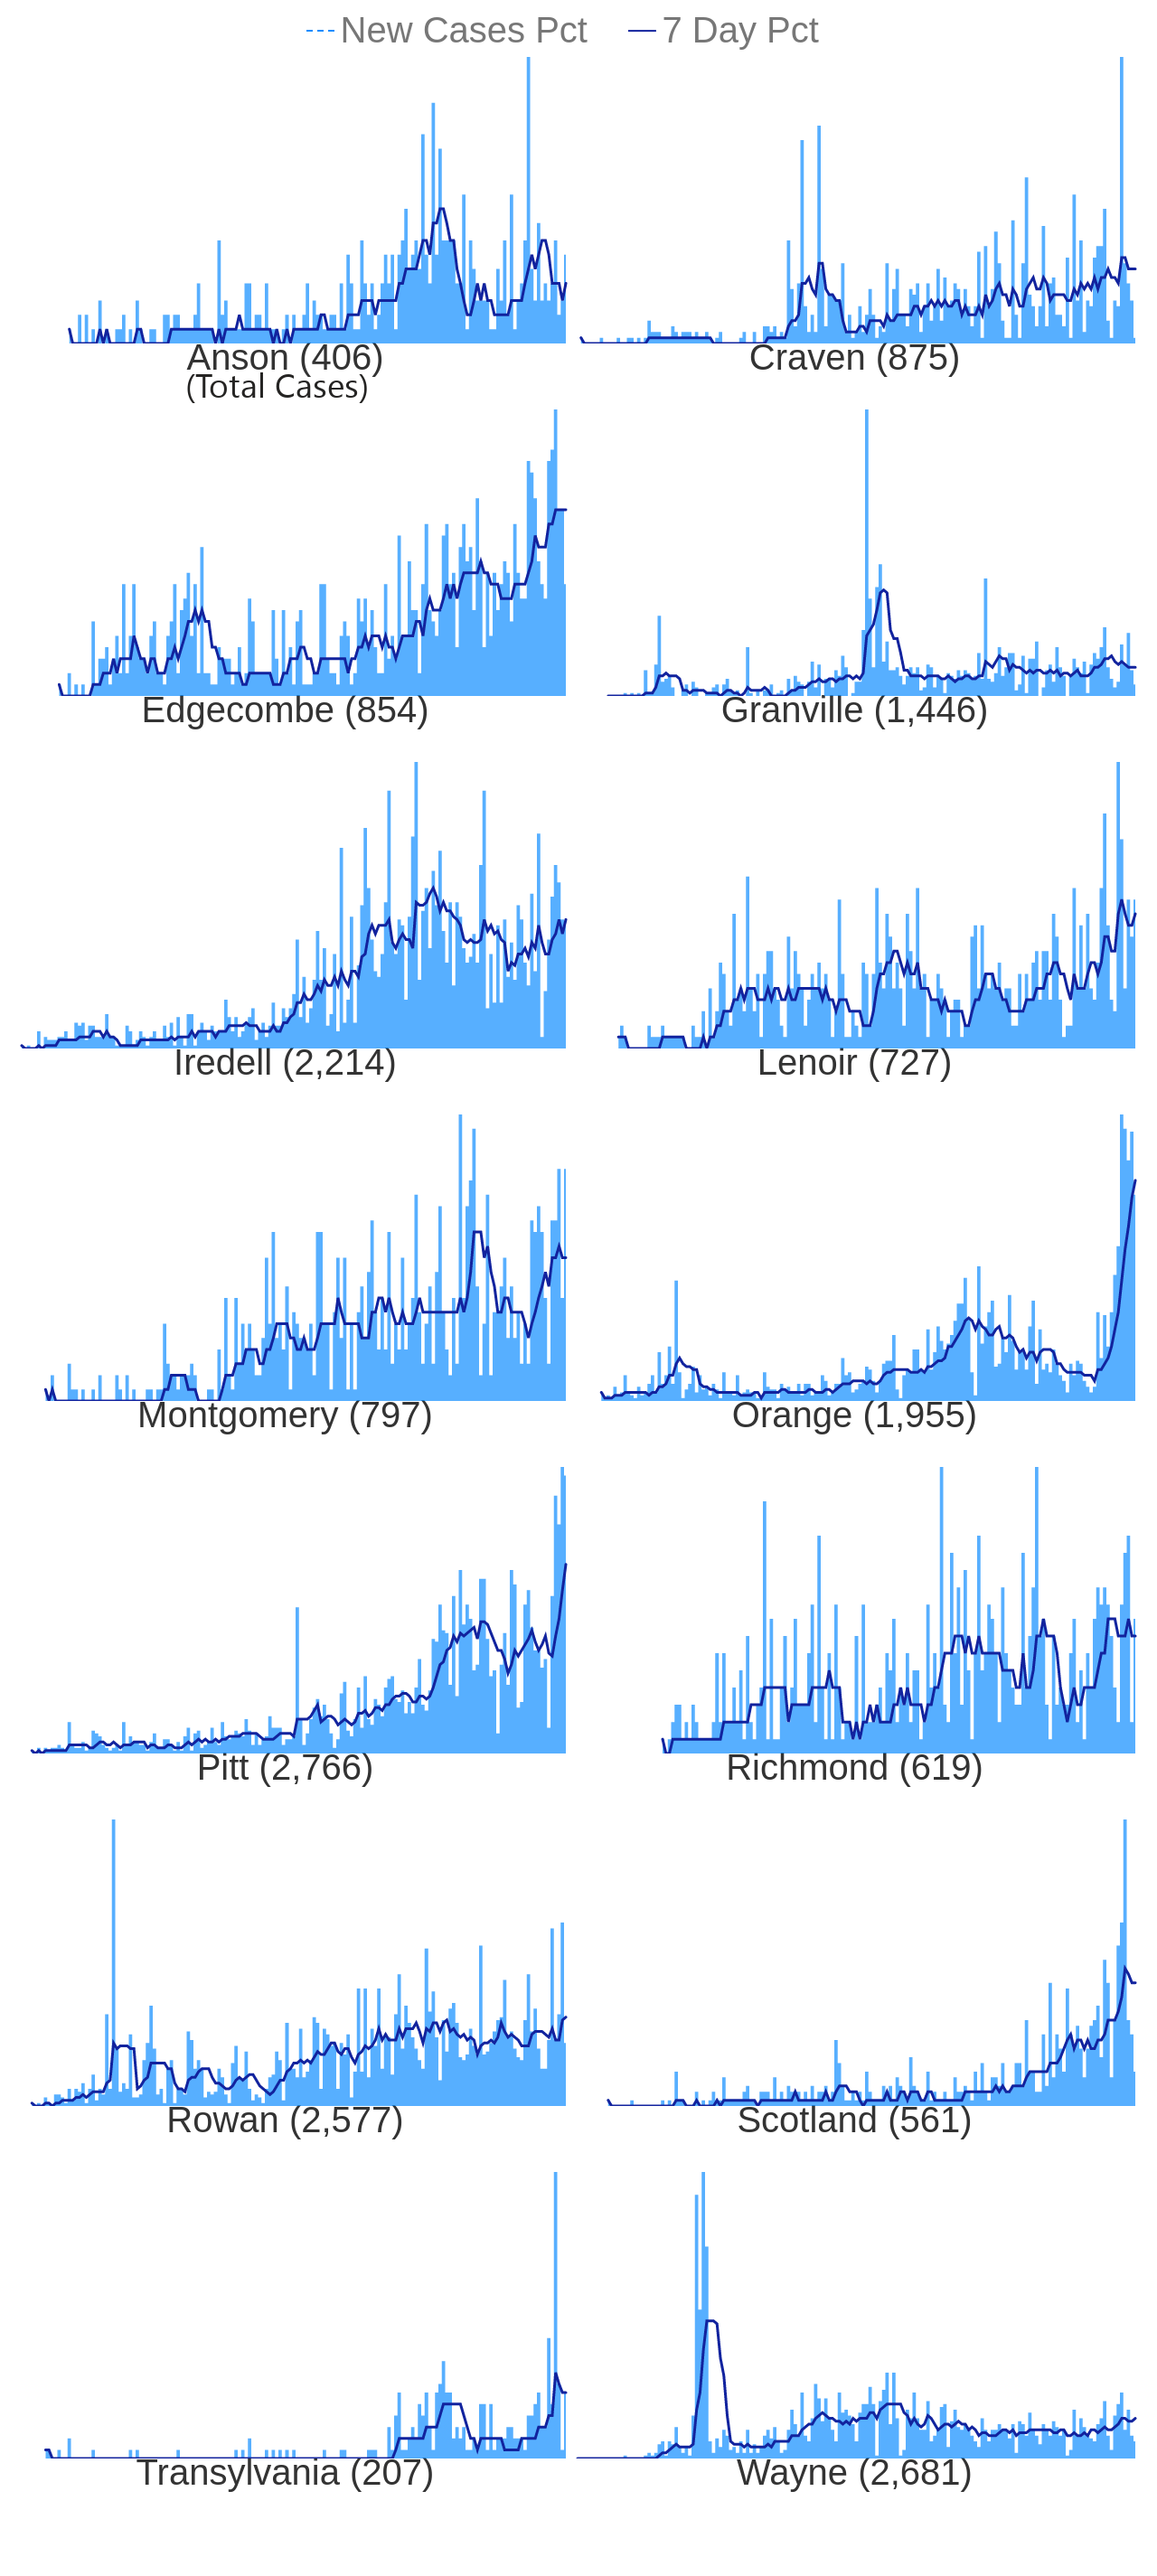 New Cases Pct 7 Day Pct
Anson (406) Craven (875)
(Total Cases)
Edgecombe (854) Granville (1,446)
Iredell (2,214) Lenoir (727)
Montgomery (797) Orange (1,955)
Pitt (2,766) Richmond (619)
Rowan (2,577) Scotland (561)
Transylvania (207) Wayne (2,681)